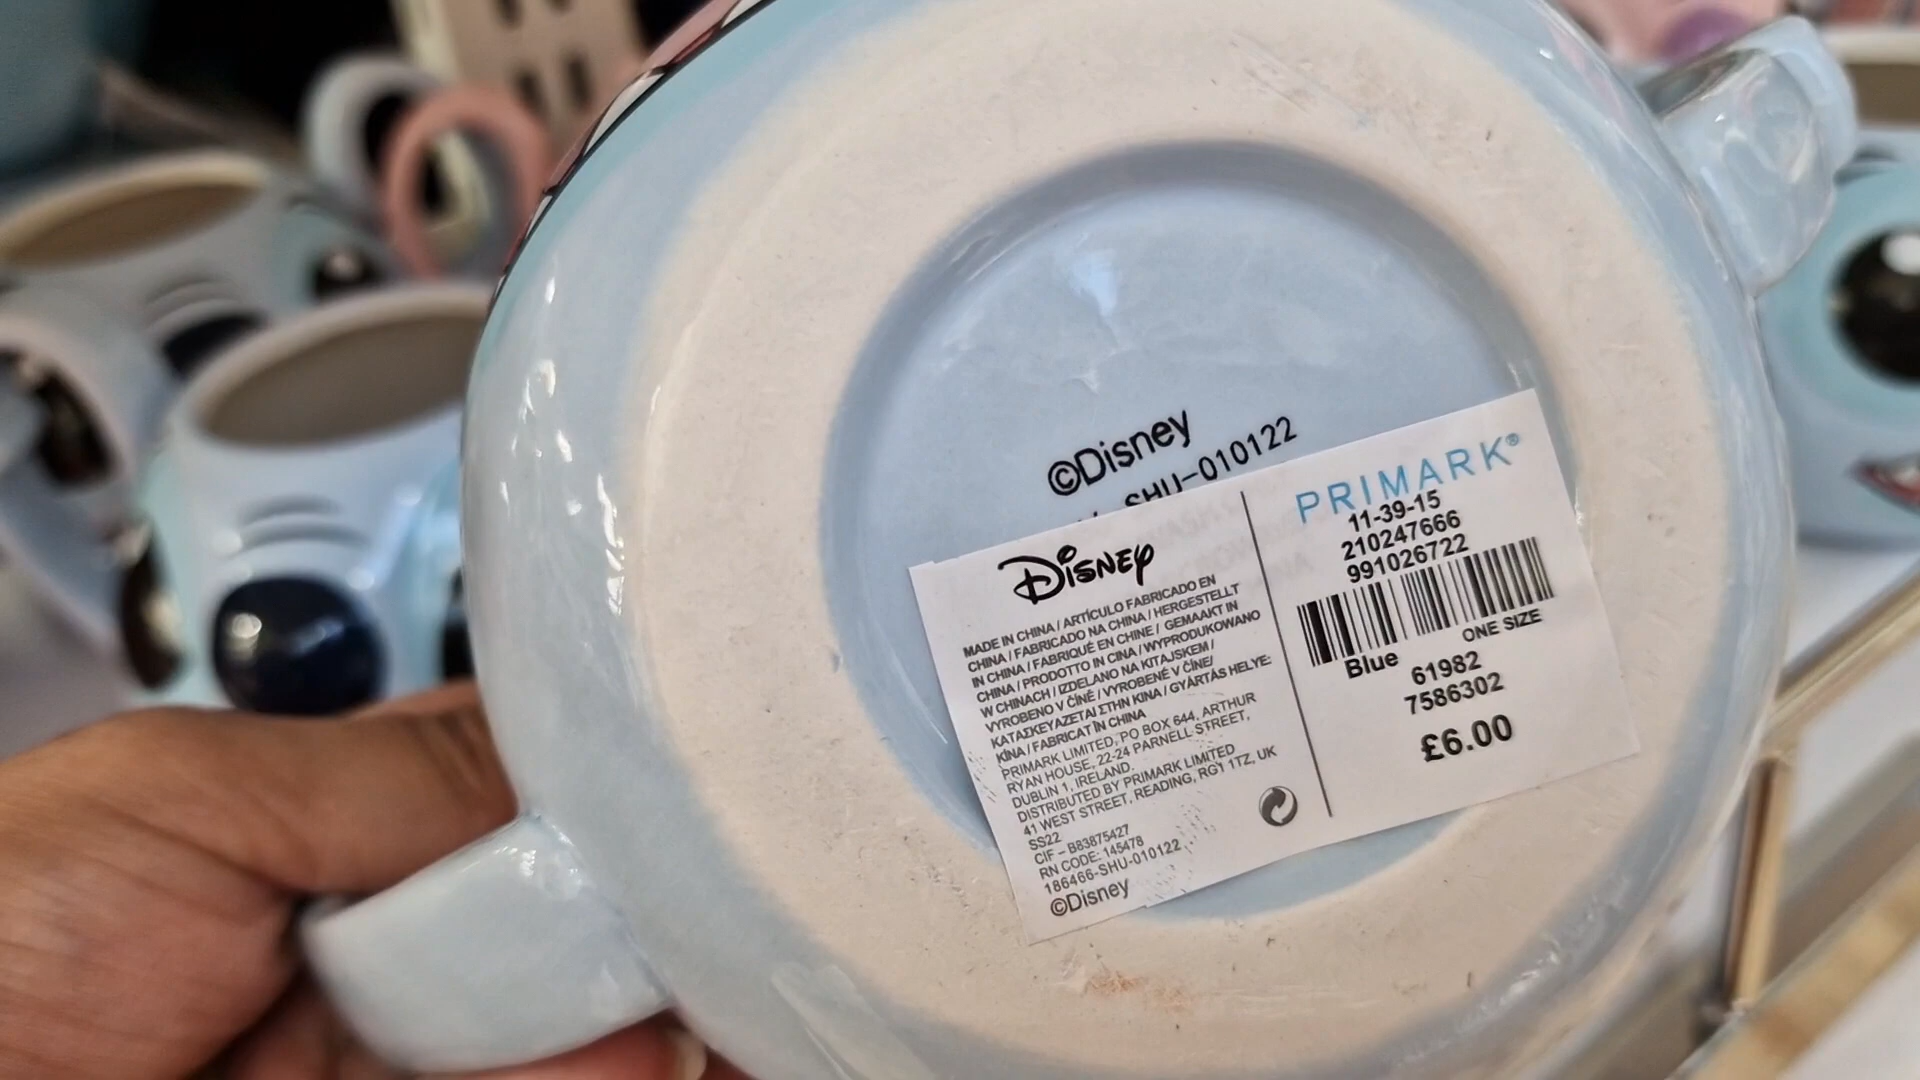 ©Disney
SHU-010122
Disney
MADE IN CHINA / ARTÍCULO FABRICADO EN
CHINA / FABRICADO NA CHINA / HERGESTELLT
IN CHINA / FABRIQUÉ EN CHINE / GEMAAKT IN
CHINA / PRODOTTO IN CINA / WYPRODUKOWANO
W CHINACH / IZDELANO NA KITAJSKEM /
VYROBENO V ČÍNĚ / VYROBENÉ V ČÍNE/
ΚΑΤΑΣΚΕΥΑΖΕΤΑΙ ΣΤΗΝ ΚΙΝΑ / GYÁRTÁS HELYE:
KÍNA / FABRICAT ÎN CHINA
PRIMARK LIMITED, PO BOX 644, ARTHUR
RYAN HOUSE, 22-24 PARNELL STREET,
DUBLIN 1, IRELAND.
DISTRIBUTED BY PRIMARK LIMITED
41 WEST STREET, READING, RG1 1TZ, UK
SS22
CIF – B83875427
RN CODE: 145478
186466-SHU-010122
©Disney
PRIMARK®
11-39-15
210247666
991026722
ONE SIZE
Blue 61982
7586302
£6.00